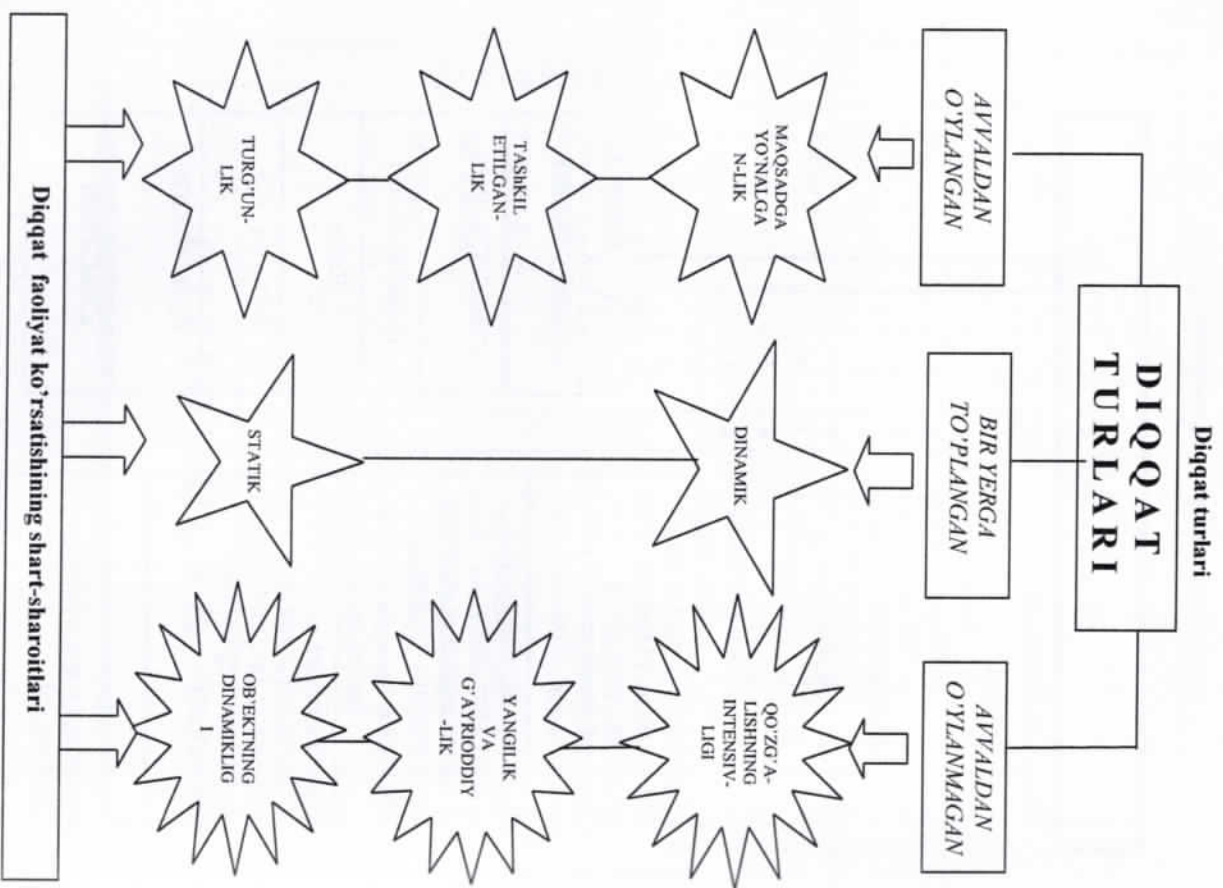 Diqqat turlari
DIQQAT
TURLARI
AVVALDAN
O'YLANGAN
BIR YERGA
TO'PLANGAN
AVVALDAN
O'YLANMAGAN
MAQSADGA
YO'NALGA
N-LIK
DINAMIK
QO'ZG'A-
LISHNING
INTENSIV-
LIGI
TAShKIL
ETILGAN-
LIK
YANGILIK
VA
G'AYRIODDIY
-LIK
TURG'UN-
LIK
STATIK
OB'EKTNING
DINAMIKLIG
I
Diqqat faoliyat ko'rsatishining shart-sharoitlari